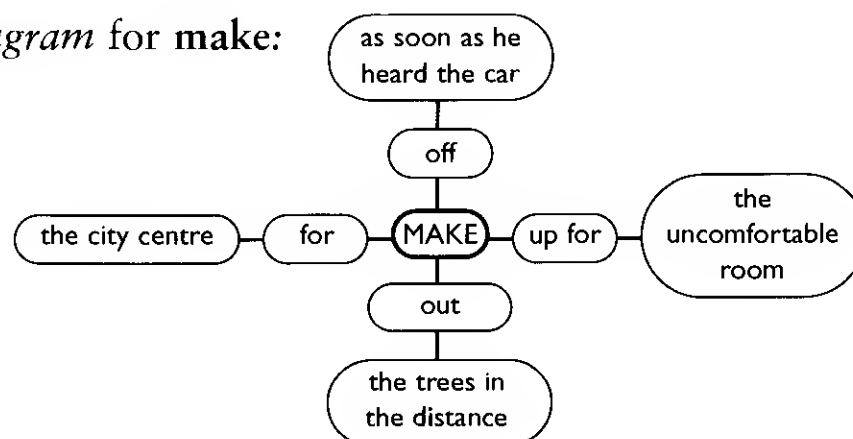 gram for make:
as soon as he
heard the car
off
the city centre
for
MAKE
up for
the
uncomfortable
room
out
the trees in
the distance